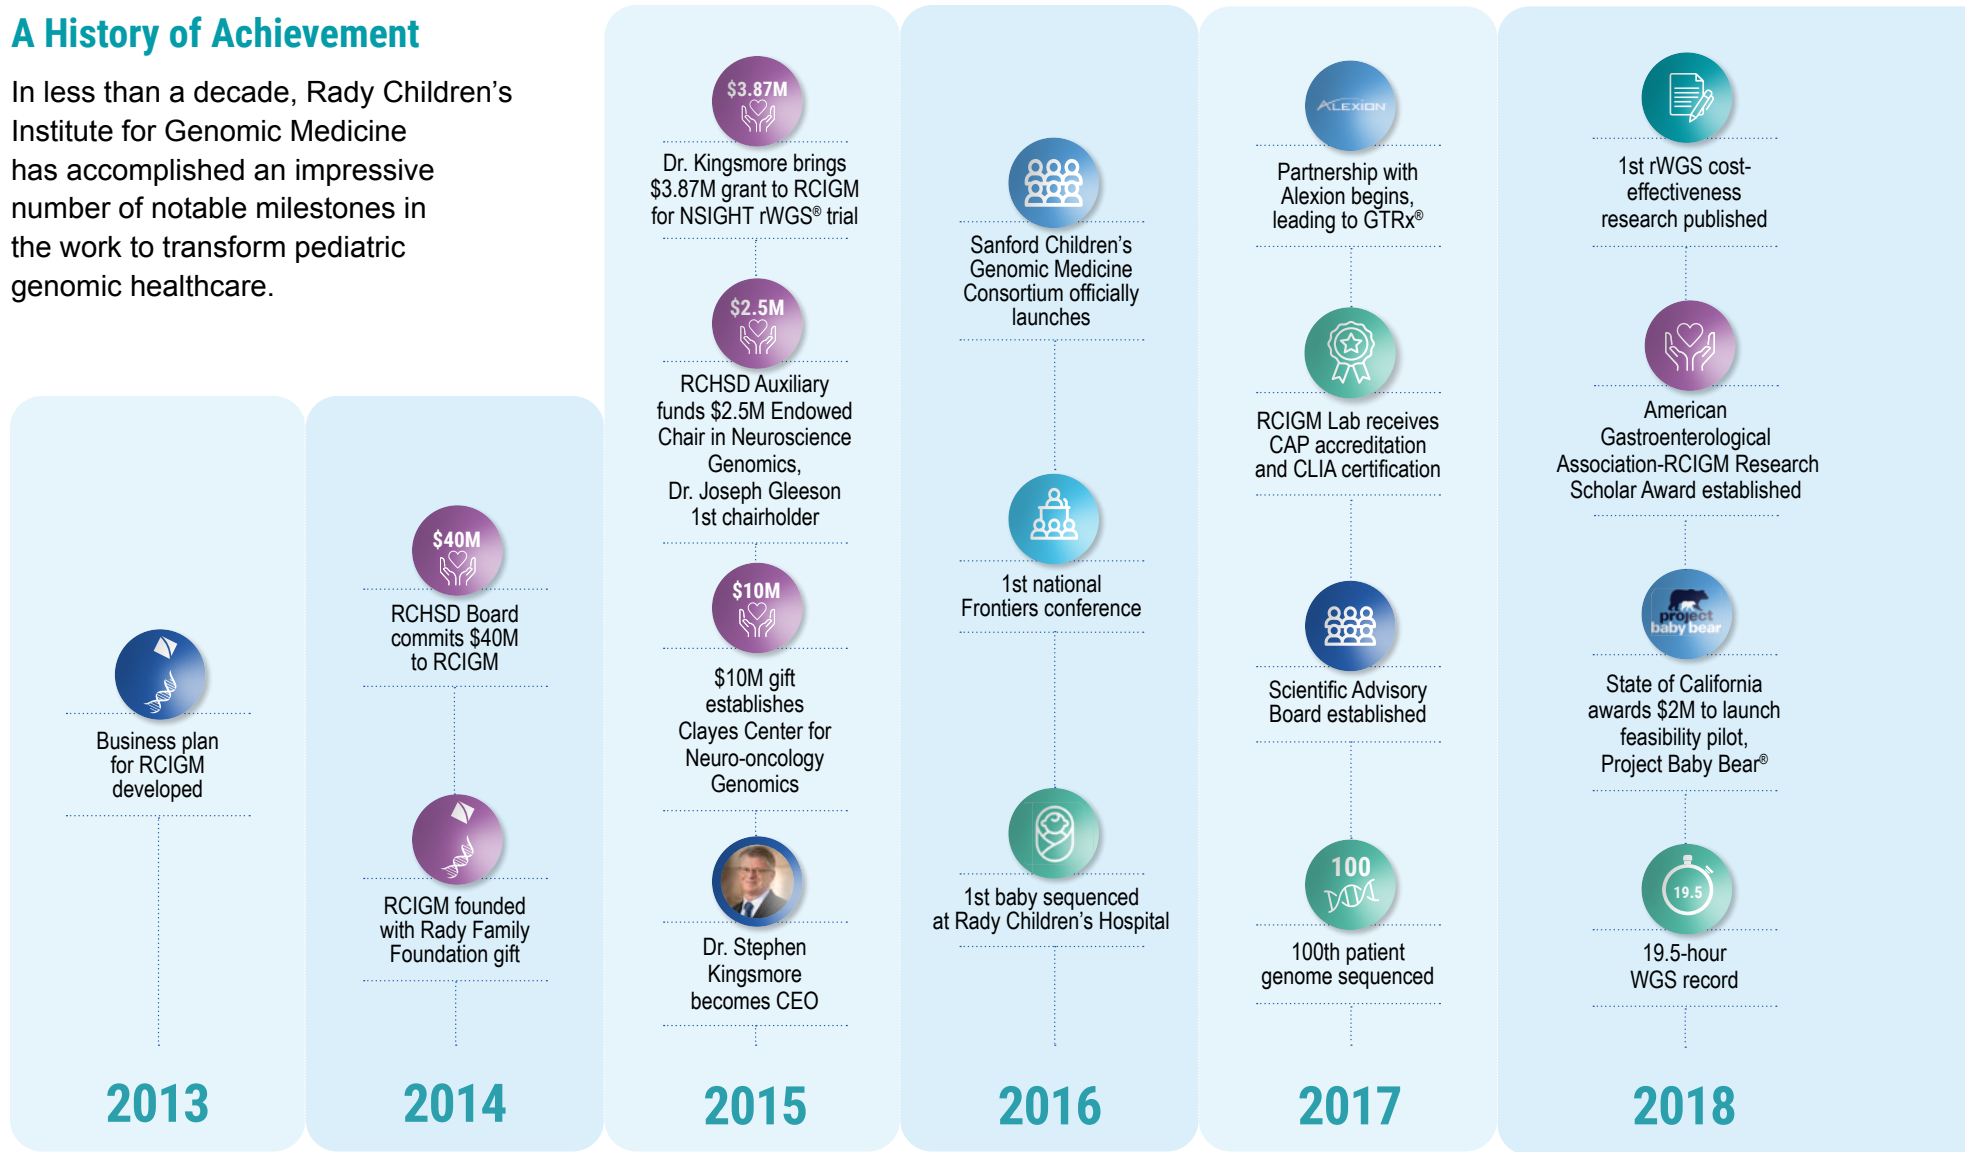 A History of Achievement
In less than a decade, Rady Children’s
Institute for Genomic Medicine
has accomplished an impressive
number of notable milestones in
the work to transform pediatric
genomic healthcare.
Business plan
for RCIGM
developed
2013
$40M
RCHSD Board
commits $40M
to RCIGM
RCIGM founded
with Rady Family
Foundation gift
2014
$3.87M
Dr. Kingsmore brings
$3.87M grant to RCIGM
for NSIGHT rWGS® trial
$2.5M
RCHSD Auxiliary
funds $2.5M Endowed
Chair in Neuroscience
Genomics,
Dr. Joseph Gleeson
1st chairholder
$10M
$10M gift
establishes
Clayes Center for
Neuro-oncology
Genomics
Dr. Stephen
Kingsmore
becomes CEO
2015
Sanford Children’s
Genomic Medicine
Consortium officially
launches
1st national
Frontiers conference
1st baby sequenced
at Rady Children’s Hospital
2016
ALEXION
Partnership with
Alexion begins,
leading to GTRx®
RCIGM Lab receives
CAP accreditation
and CLIA certification
Scientific Advisory
Board established
100
100th patient
genome sequenced
2017
1st rWGS cost-
effectiveness
research published
American
Gastroenterological
Association-RCIGM Research
Scholar Award established
project
baby bear
State of California
awards $2M to launch
feasibility pilot,
Project Baby Bear®
19.5
19.5-hour
WGS record
2018